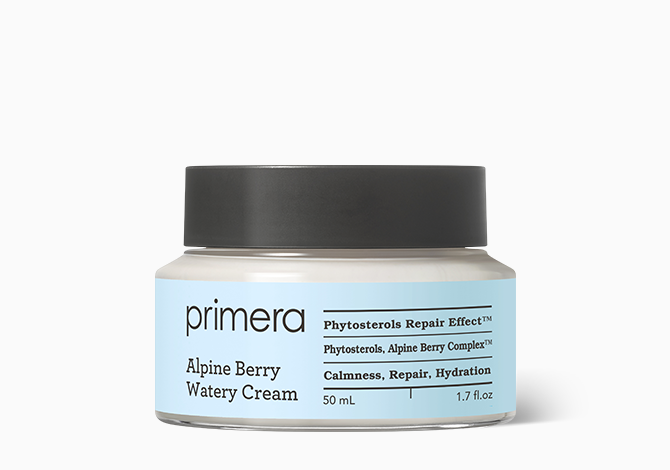 primera
Alpine Berry
Watery Cream
Phytosterols Repair Effect™
Phytosterols, Alpine Berry Complex™
Calmness, Repair, Hydration
50 mL 1.7 fl.oz